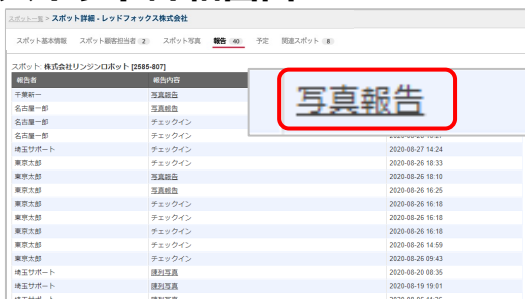 スポット一覧 > スポット詳細 - レッドフォックス株式会社
スポット基本情報 スポット顧客担当者 2 スポット写真 報告 40 予定 関連スポット 8
スポット: 株式会社リンジンロボット [2585-807]
報告者 報告内容
千葉新一 写真報告
名古屋一郎 写真報告
名古屋一郎 チェックイン
名古屋一郎 チェックイン
写真報告
埼玉サポート チェックイン 2020-08-27 14:24
東京太郎 チェックイン 2020-08-26 18:33
東京太郎 写真報告 2020-08-26 18:10
東京太郎 写真報告 2020-08-26 16:25
東京太郎 チェックイン 2020-08-26 16:18
東京太郎 チェックイン 2020-08-26 16:18
東京太郎 チェックイン 2020-08-26 16:18
東京太郎 チェックイン 2020-08-26 14:59
東京太郎 チェックイン 2020-08-26 09:43
埼玉サポート 陳列写真 2020-08-20 08:35
埼玉サポート 陳列写真 2020-08-19 19:01